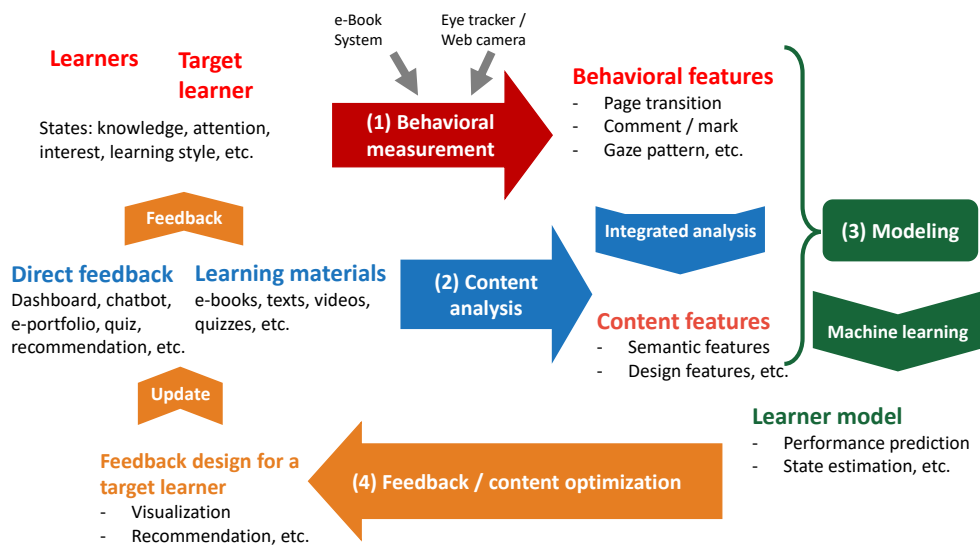 e-Book
System
Eye tracker /
Web camera
Learners
Target
learner
States: knowledge, attention,
interest, learning style, etc.
(1) Behavioral
measurement
Behavioral features
- Page transition
- Comment / mark
- Gaze pattern, etc.
Feedback
Integrated analysis
(3) Modeling
Direct feedback
Dashboard, chatbot,
e-portfolio, quiz,
recommendation, etc.
Learning materials
e-books, texts, videos,
quizzes, etc.
(2) Content
analysis
Content features
- Semantic features
- Design features, etc.
Machine learning
Update
Learner model
- Performance prediction
- State estimation, etc.
Feedback design for a
target learner
- Visualization
- Recommendation, etc.
(4) Feedback / content optimization